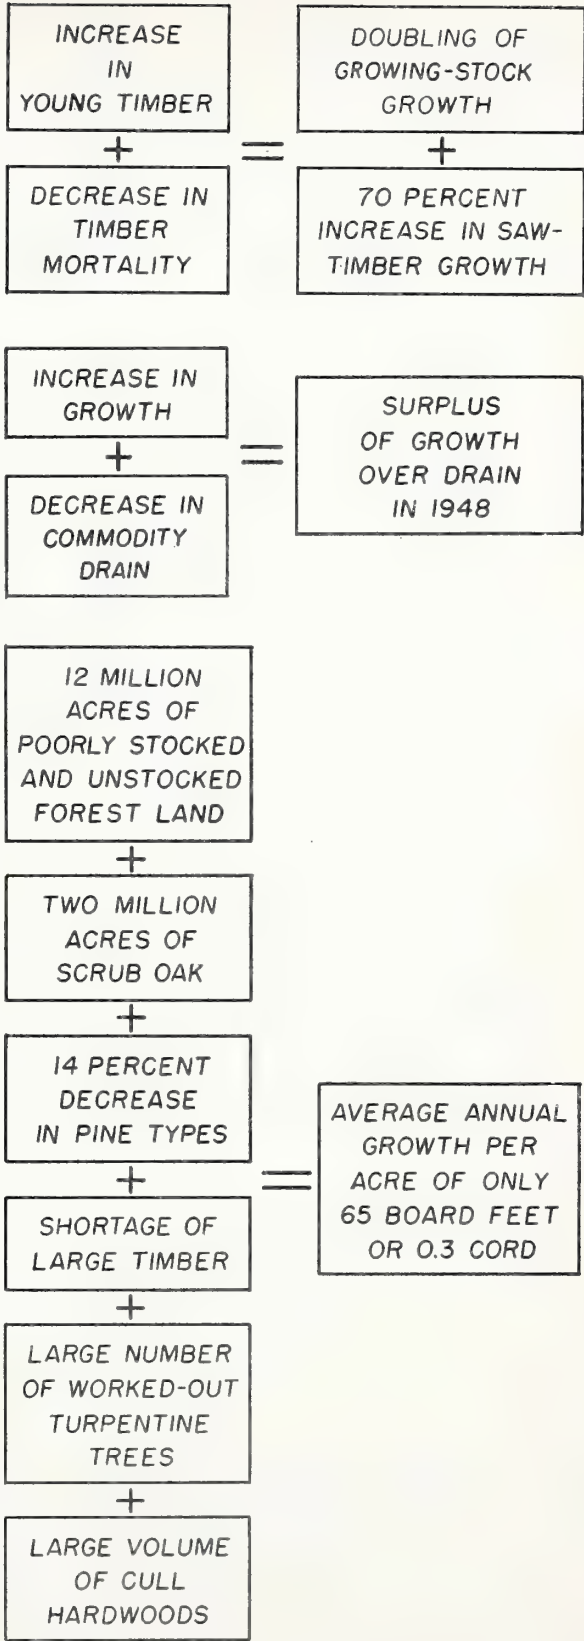 INCREASE
IN
YOUNG TIMBER
+
DECREASE IN
TIMBER
MORTALITY
=
DOUBLING OF
GROWING-STOCK
GROWTH
+
70 PERCENT
INCREASE IN SAW-
TIMBER GROWTH
INCREASE IN
GROWTH
+
DECREASE IN
COMMODITY
DRAIN
=
SURPLUS
OF GROWTH
OVER DRAIN
IN 1948
12 MILLION
ACRES OF
POORLY STOCKED
AND UNSTOCKED
FOREST LAND
+
TWO MILLION
ACRES OF
SCRUB OAK
+
14 PERCENT
DECREASE
IN PINE TYPES
+
SHORTAGE OF
LARGE TIMBER
+
LARGE NUMBER
OF WORKED-OUT
TURPENTINE
TREES
+
LARGE VOLUME
OF CULL
HARDWOODS
=
AVERAGE ANNUAL
GROWTH PER
ACRE OF ONLY
65 BOARD FEET
OR 0.3 CORD